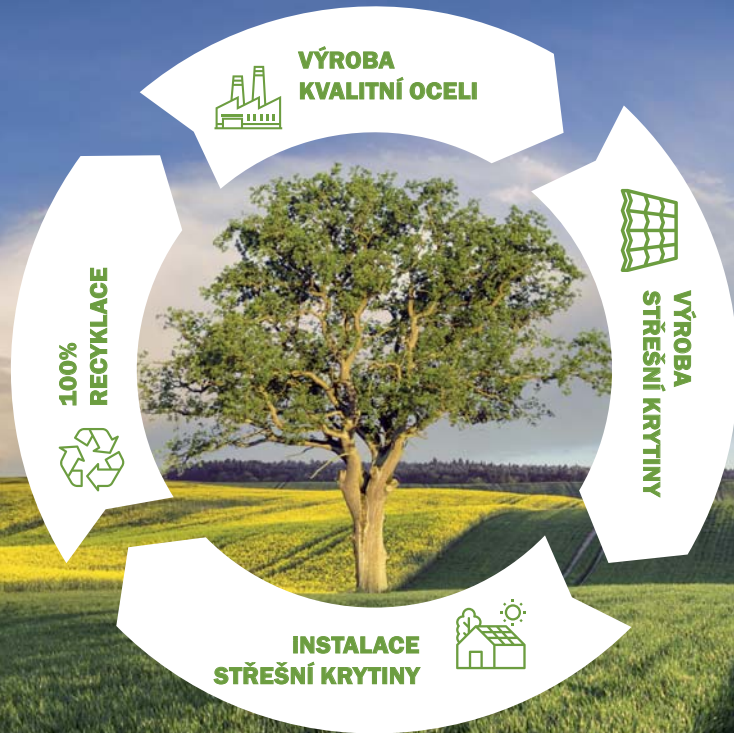 VÝROBA
KVALITNÍ OCELI
VÝROBA
STŘEŠNÍ KRYTINY
INSTALACE
STŘEŠNÍ KRYTINY
100%
RECYKLACE